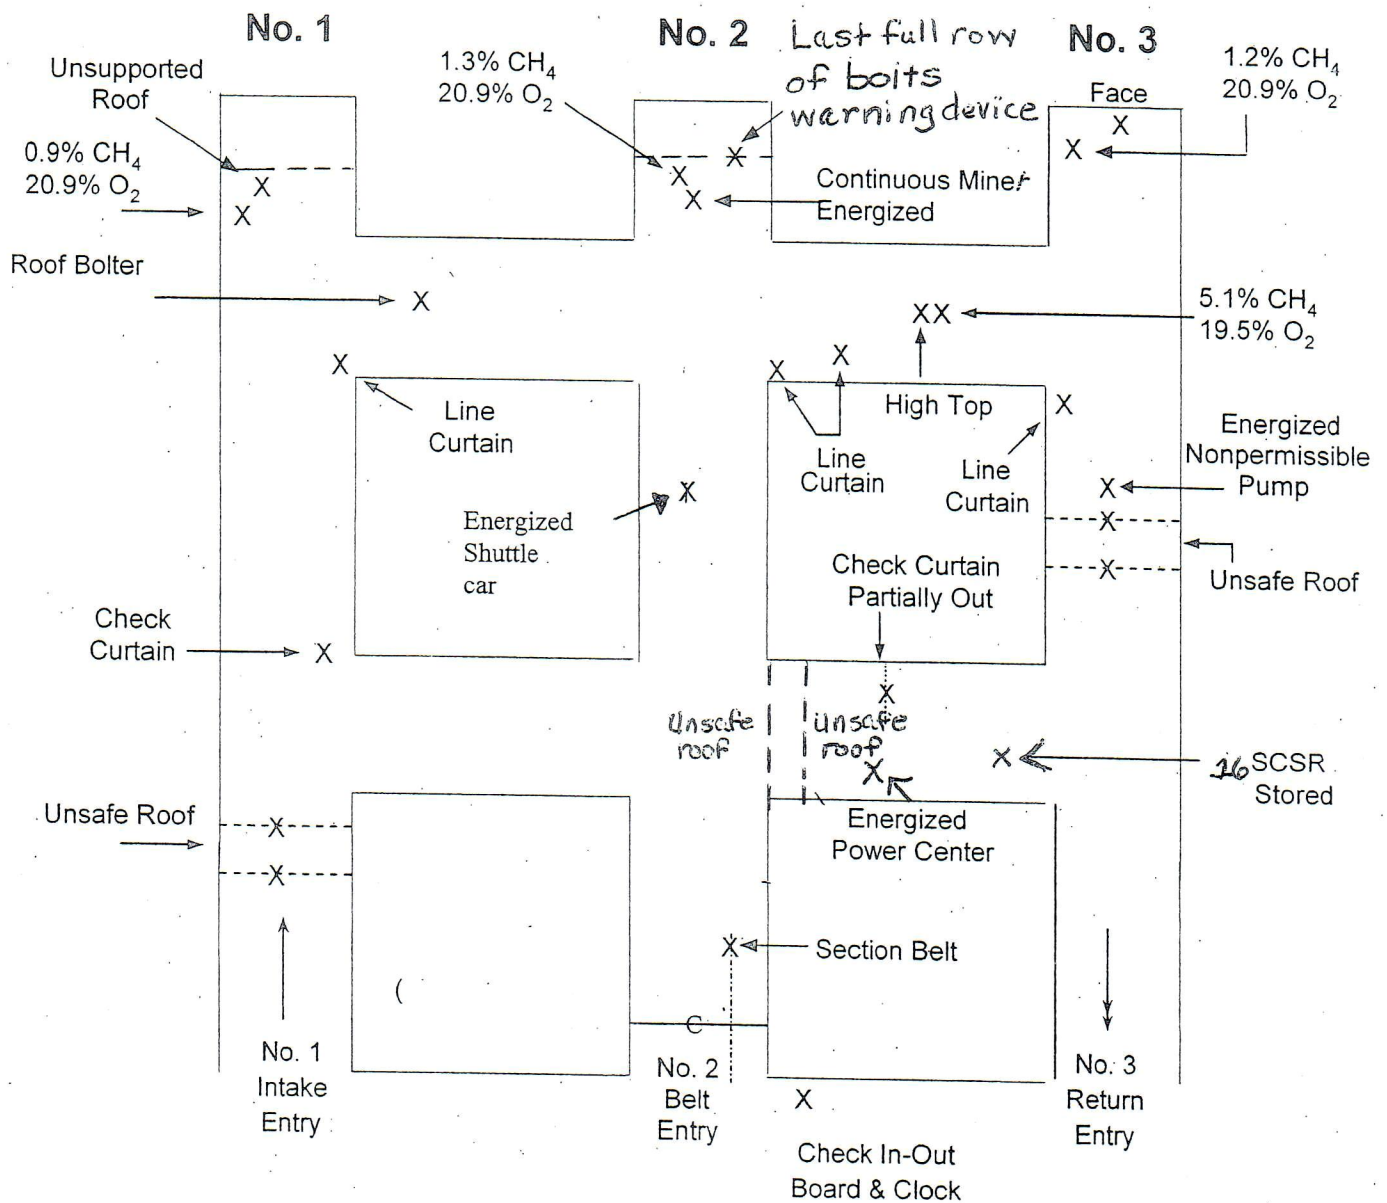 No. 1
No. 2
Last full row
of boits
warning device
No. 3
Unsupported
Roof
1.3% CH4
20.9% O2
1.2% CH4
20.9% O2
Face
0.9% CH4
20.9% O2
Continuous Miner
Energized
Roof Bolter
5.1% CH4
19.5% O2
Line
Curtain
High Top
Line
Curtain
Line
Curtain
Energized
Nonpermissible
Pump
Energized
Shuttle
car
Check Curtain
Partially Out
Unsafe Roof
Check
Curtain
Unsafe
roof
Unsafe
roof
16 SCSR
Stored
Unsafe Roof
Energized
Power Center
Section Belt
C
No. 1
Intake
Entry
No. 2
Belt
Entry
No. 3
Return
Entry
Check In-Out
Board & Clock